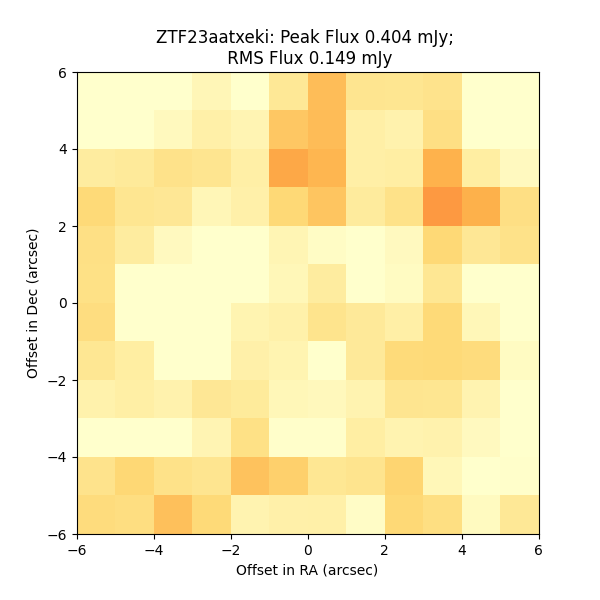 ZTF23aatxeki: Peak Flux 0.404 mJy;
RMS Flux 0.149 mJy
6
4
2
0
−2
−4
−6
Offset in Dec (arcsec)
−6 −4 −2 0 2 4 6
Offset in RA (arcsec)